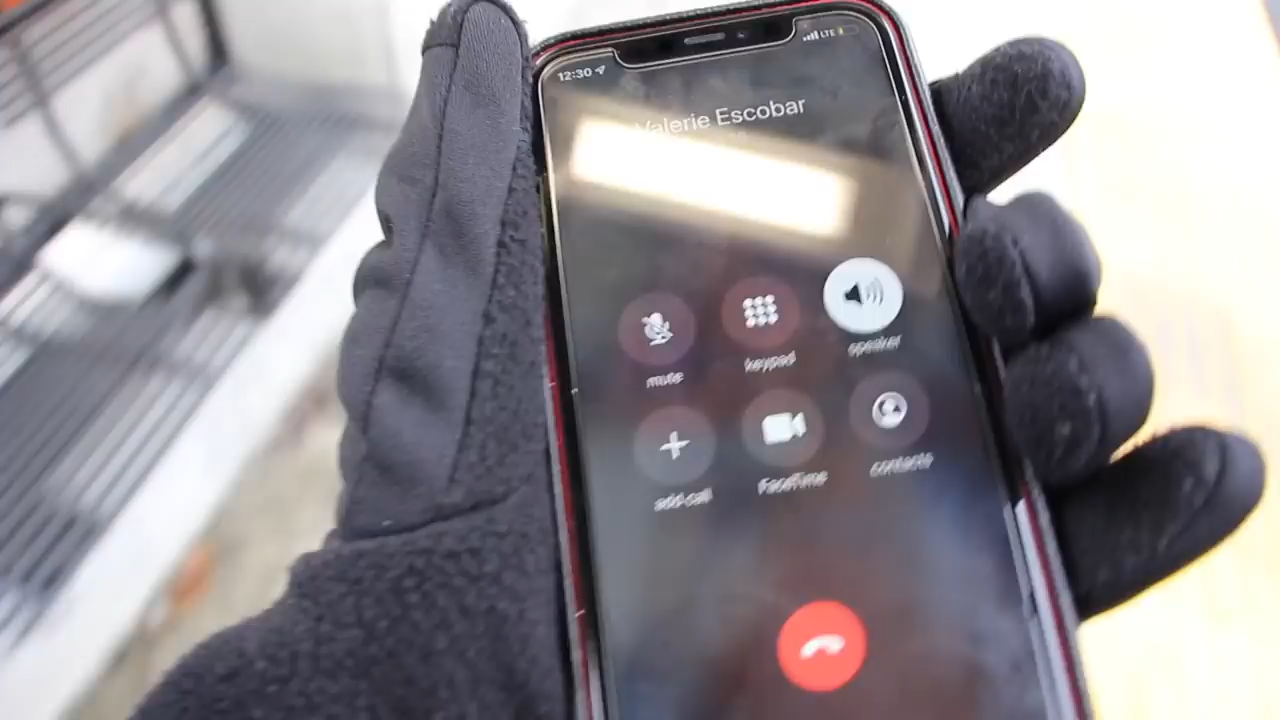 12:30
LTE
Valerie Escobar
mute
keypad
speaker
add call
FaceTime
contacts